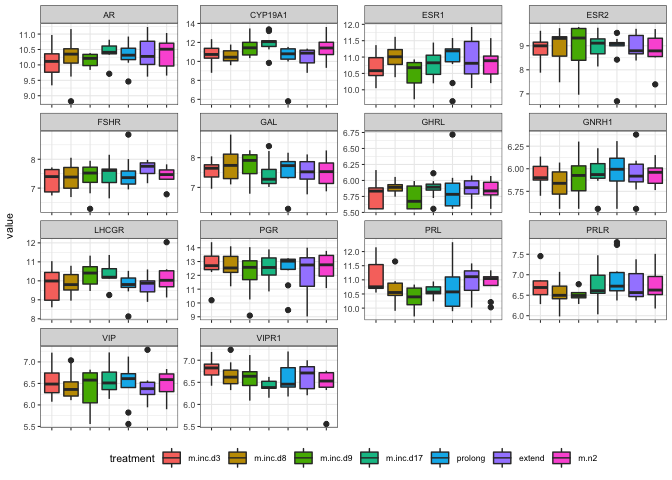 AR CYP19A1 ESR1 ESR2
11.0 10.5 10.0 9.5 9.0
14 12 10 8 6
12.0 11.5 11.0 10.5 10.0
9 8 7
FSHR GAL GHRL GNRH1
8 7
8 7
6.75 6.50 6.25 6.00 5.75 5.50
6.25 6.00 5.75
value
LHCGR PGR PRL PRLR
12 11 10 9 8
14 13 12 11 10 9
12.0 11.5 11.0 10.5 10.0
7.5 7.0 6.5 6.0
VIP VIPR1
7.0 6.5 6.0 5.5
7.0 6.5 6.0 5.5
treatment m.inc.d3 m.inc.d8 m.inc.d9 m.inc.d17 prolong extend m.n2